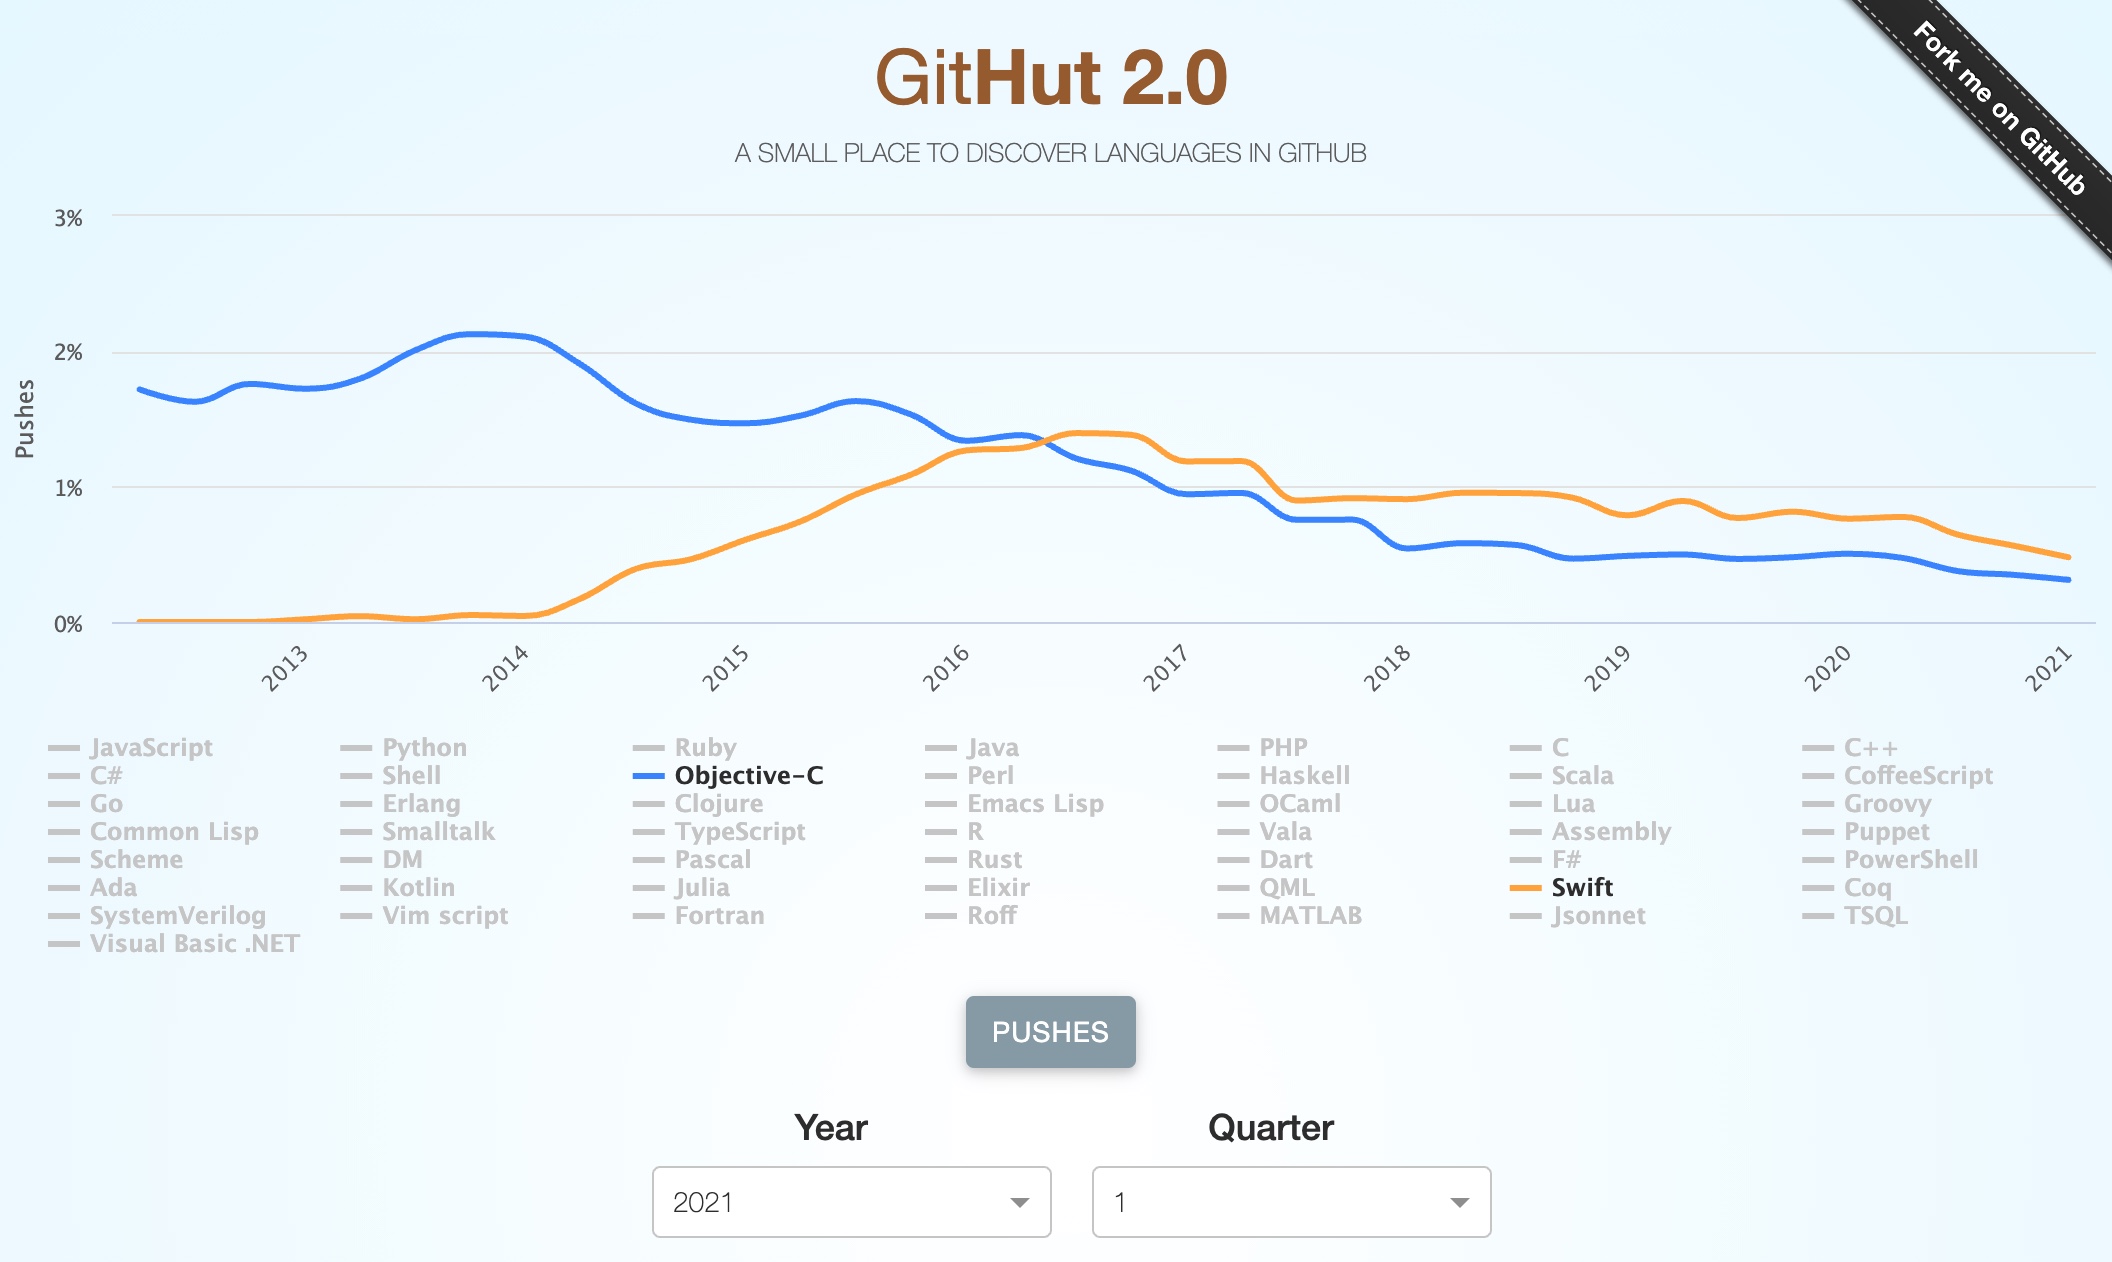 Fork me on GitHub
GitHut 2.0
A SMALL PLACE TO DISCOVER LANGUAGES IN GITHUB
3%
2%
1%
0%
Pushes
2013 2014 2015 2016 2017 2018 2019 2020 2021
JavaScript Python Ruby Java PHP C C++
C# Shell Objective-C Perl Haskell Scala CoffeeScript
Go Erlang Clojure Emacs Lisp OCaml Lua Groovy
Common Lisp Smalltalk TypeScript R Vala Assembly Puppet
Scheme DM Pascal Rust Dart F# PowerShell
Ada Kotlin Julia Elixir QML Swift Coq
SystemVerilog Vim script Fortran Roff MATLAB Jsonnet TSQL
Visual Basic .NET
PUSHES
Year Quarter
2021 1